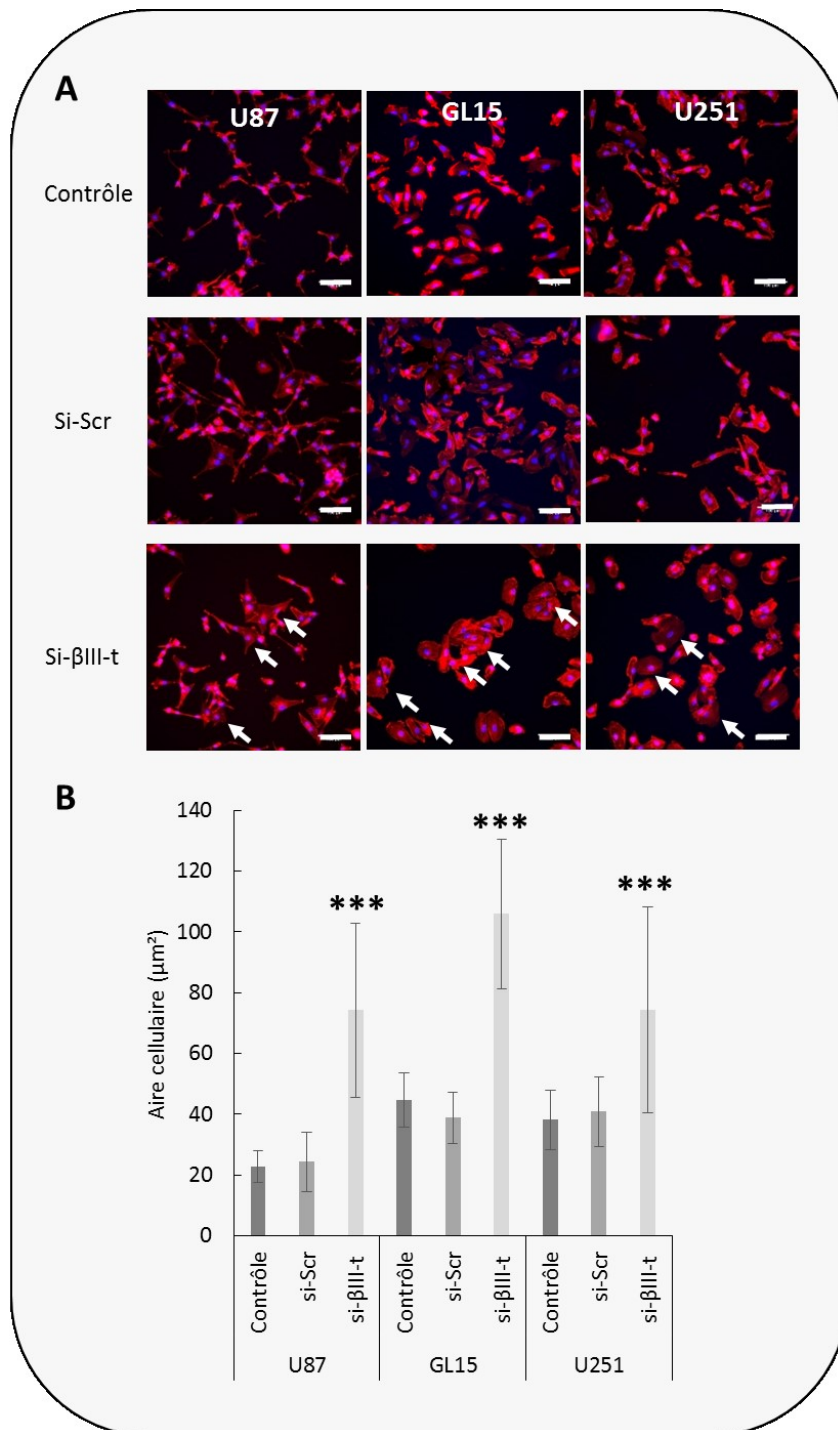 A
U87 GL15 U251
Contrôle
Si-Scr
Si-βIII-t
B
140
120
100
80
60
40
20
0
Aire cellulaire (µm²)
***
***
***
Contrôle
si-Scr
si-βIII-t
Contrôle
si-Scr
si-βIII-t
Contrôle
si-Scr
si-βIII-t
U87 GL15 U251